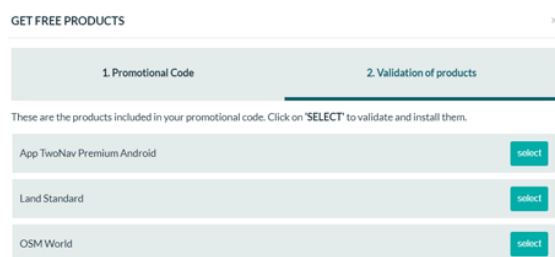 GET FREE PRODUCTS
1. Promotional Code
2. Validation of products
These are the products included in your promotional code. Click on 'SELECT' to validate and install them.
App TwoNav Premium Android
select
Land Standard
select
OSM World
select